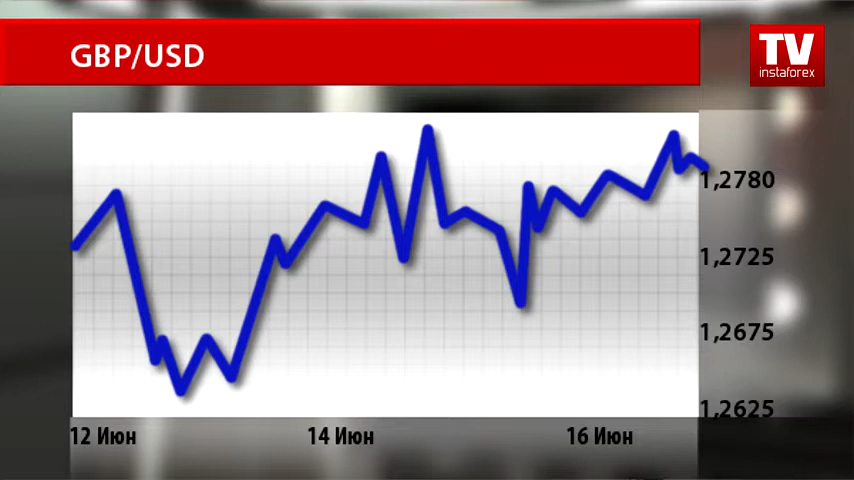 GBP/USD
TV
instaforex
1,2780
1,2725
1,2675
1,2625
12 Июн
14 Июн
16 Июн